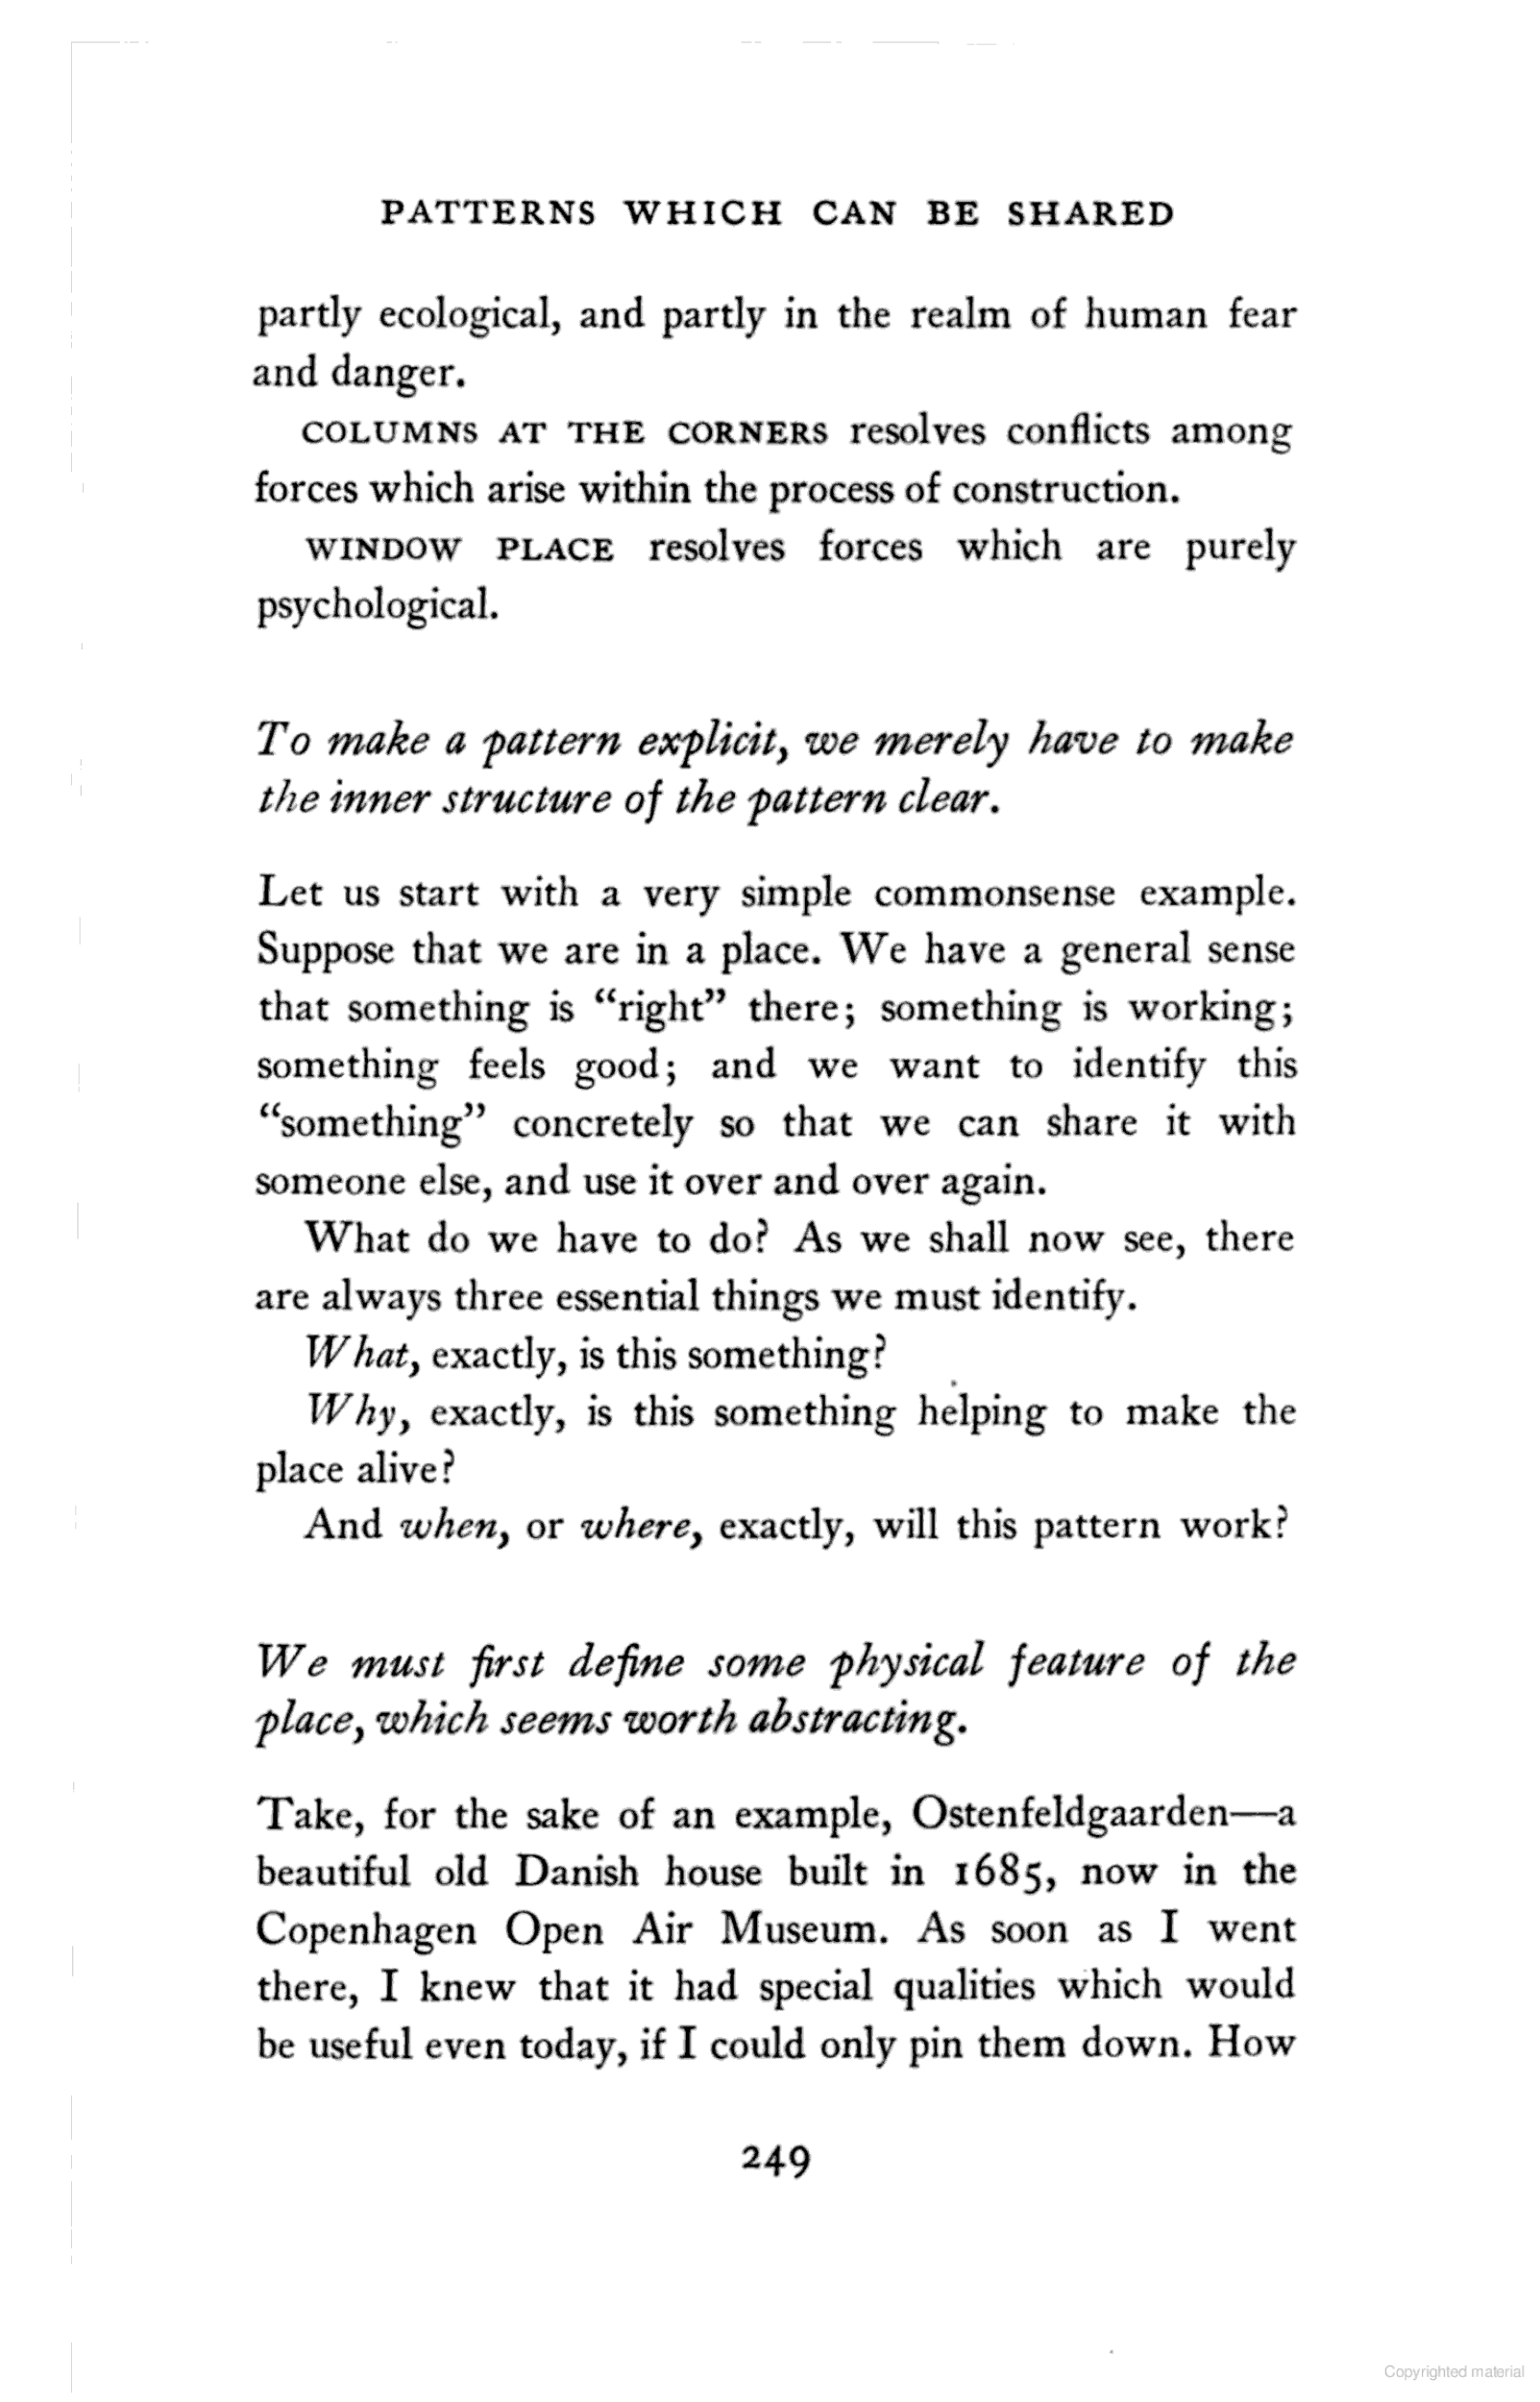 PATTERNS WHICH CAN BE SHARED
partly ecological, and partly in the realm of human fear
and danger.
COLUMNS AT THE CORNERS resolves conflicts among
forces which arise within the process of construction.
WINDOW PLACE resolves forces which are purely
psychological.
To make a pattern explicit, we merely have to make
the inner structure of the pattern clear.
Let us start with a very simple commonsense example.
Suppose that we are in a place. We have a general sense
that something is “right” there; something is working;
something feels good; and we want to identify this
“something” concretely so that we can share it with
someone else, and use it over and over again.
What do we have to do? As we shall now see, there
are always three essential things we must identify.
What, exactly, is this something?
Why, exactly, is this something helping to make the
place alive?
And when, or where, exactly, will this pattern work?
We must first define some physical feature of the
place, which seems worth abstracting.
Take, for the sake of an example, Ostenfeldgaarden—a
beautiful old Danish house built in 1685, now in the
Copenhagen Open Air Museum. As soon as I went
there, I knew that it had special qualities which would
be useful even today, if I could only pin them down. How
249
Copyrighted material